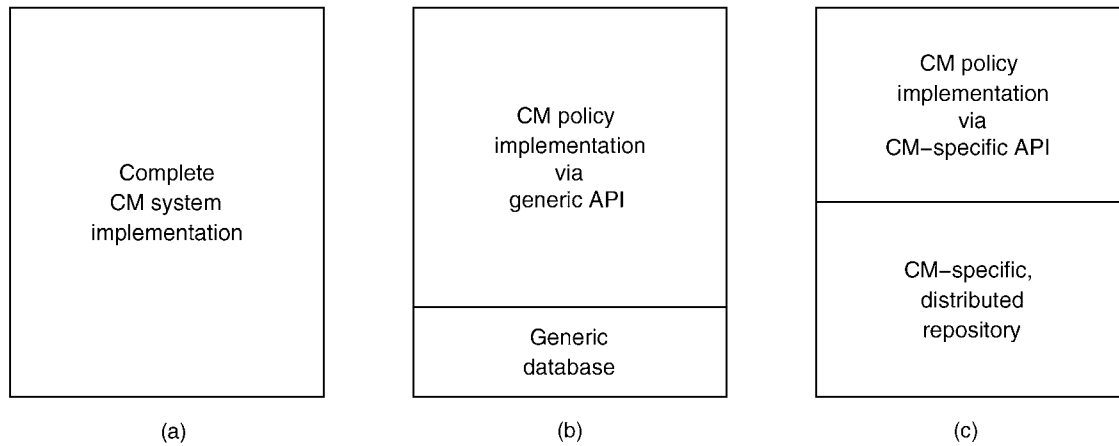 Complete
CM system
implementation
(a)
CM policy
implementation
via
generic API
Generic
database
(b)
CM policy
implementation
via
CM−specific API
CM−specific,
distributed
repository
(c)